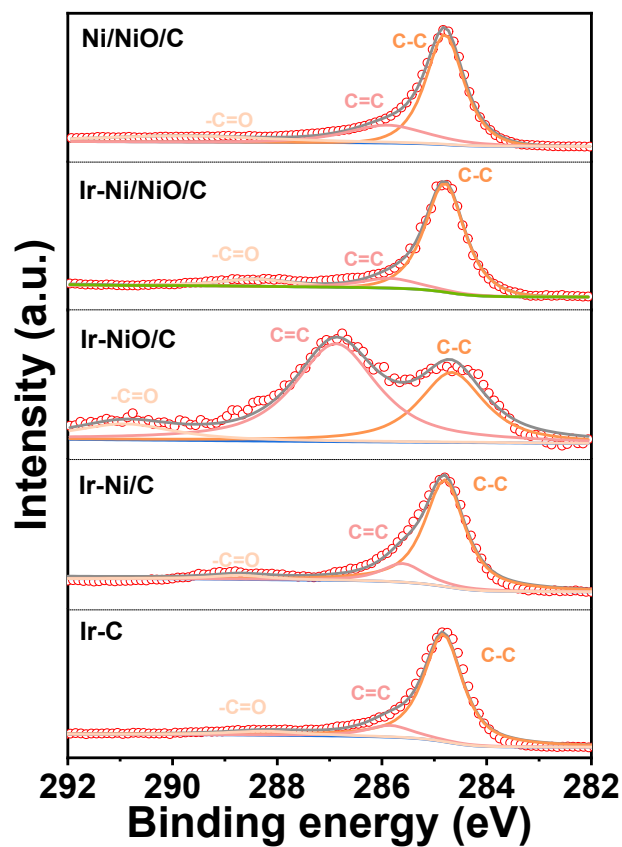 Ni/NiO/C
C-C
C=C
-C=O
Ir-Ni/NiO/C
C-C
C=C
-C=O
Ir-NiO/C
C=C
C-C
-C=O
Ir-Ni/C
C-C
C=C
-C=O
Ir-C
C-C
C=C
-C=O
Intensity (a.u.)
292 290 288 286 284 282
Binding energy (eV)